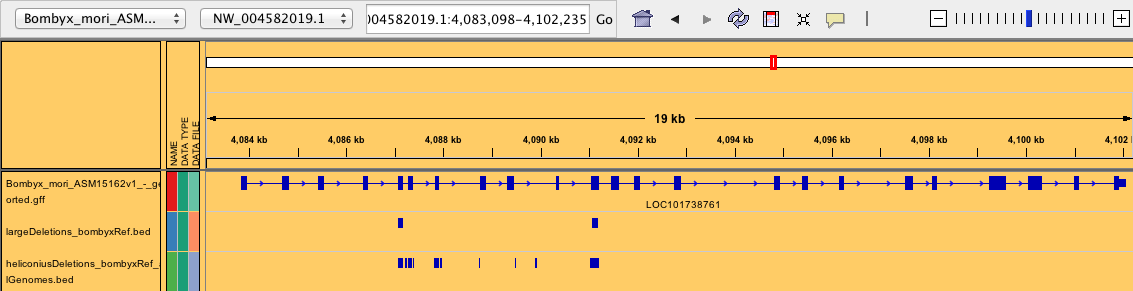 Bombyx_mori_ASM... NW_004582019.1 004582019.1:4,083,098-4,102,235 Go
19 kb
4,084 kb 4,086 kb 4,088 kb 4,090 kb 4,092 kb 4,094 kb 4,096 kb 4,098 kb 4,100 kb 4,102
NAME
DATA TYPE
DATA FILE
Bombyx_mori_ASM15162v1_-_ge
orted.gff
LOC101738761
largeDeletions_bombyxRef.bed
heliconiusDeletions_bombyxRef_
lGenomes.bed